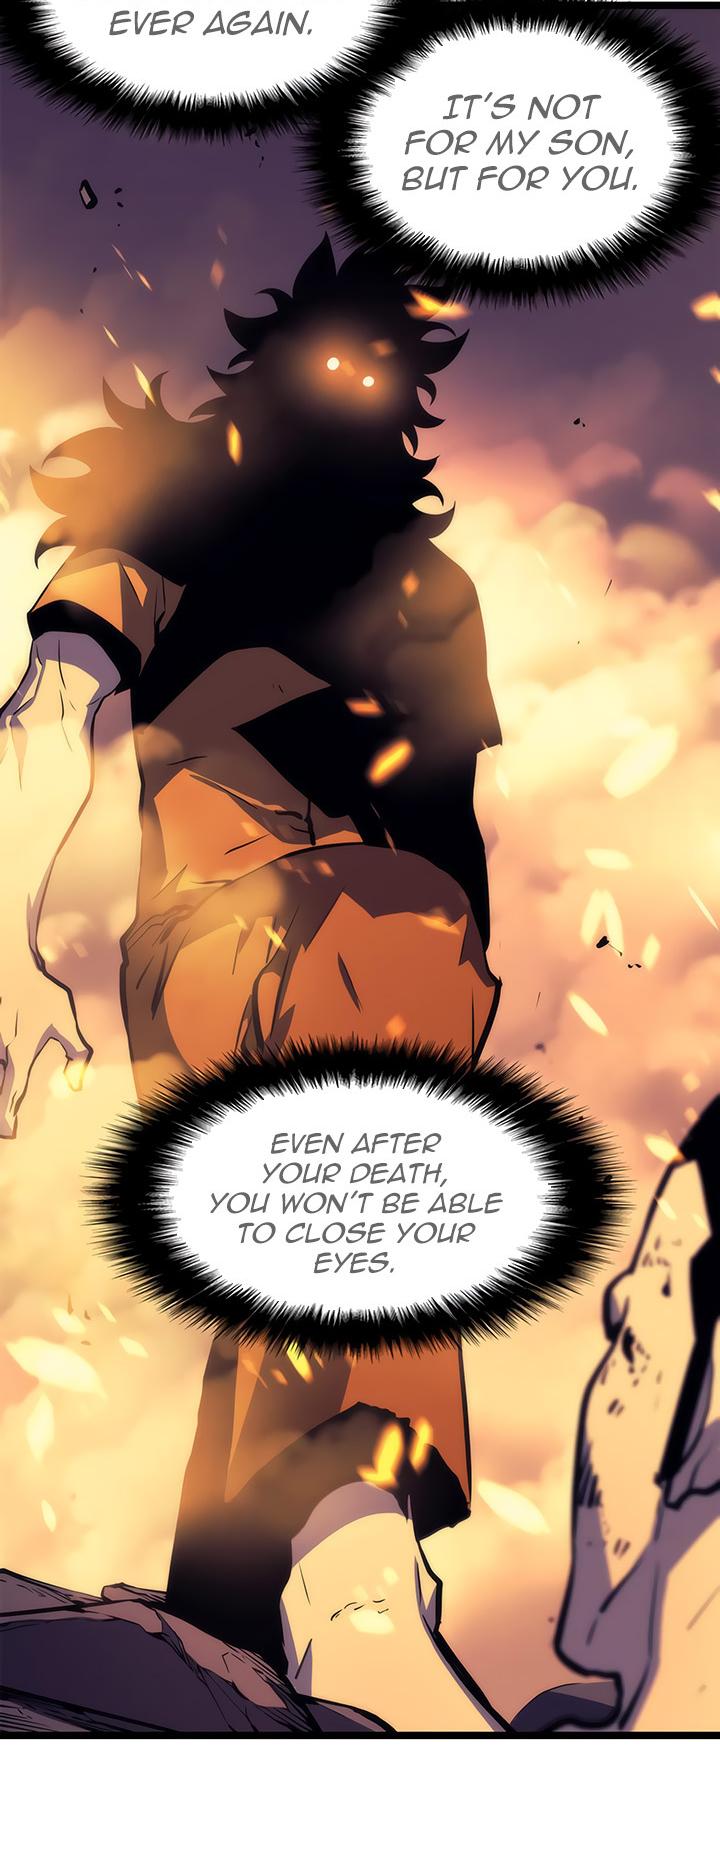 EVER AGAIN.
IT'S NOT
FOR MY SON,
BUT FOR YOU.
EVEN AFTER
YOUR DEATH,
YOU WON'T BE ABLE
TO CLOSE YOUR
EYES.